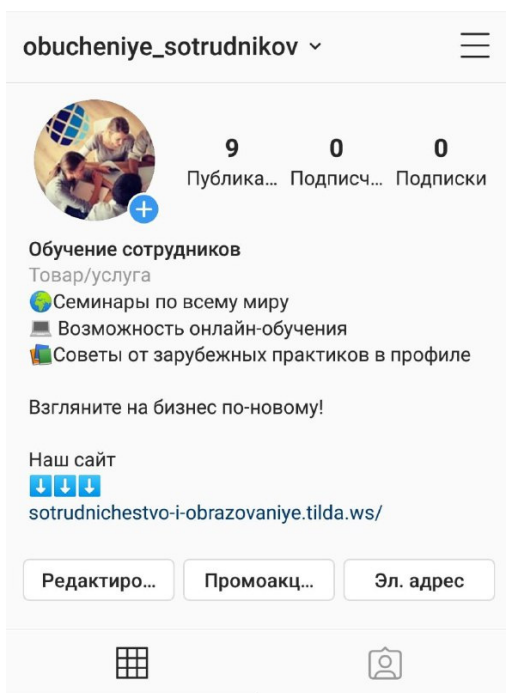 obucheniye_sotrudnikov
9 0 0
Публика... Подписч... Подписки
Обучение сотрудников
Товар/услуга
🌍Семинары по всему миру
💻 Возможность онлайн-обучения
📚Советы от зарубежных практиков в профиле
Взгляните на бизнес по-новому!
Наш сайт
⬇️⬇️⬇️
sotrudnichestvo-i-obrazovaniye.tilda.ws/
Редактиро... Промоакц... Эл. адрес